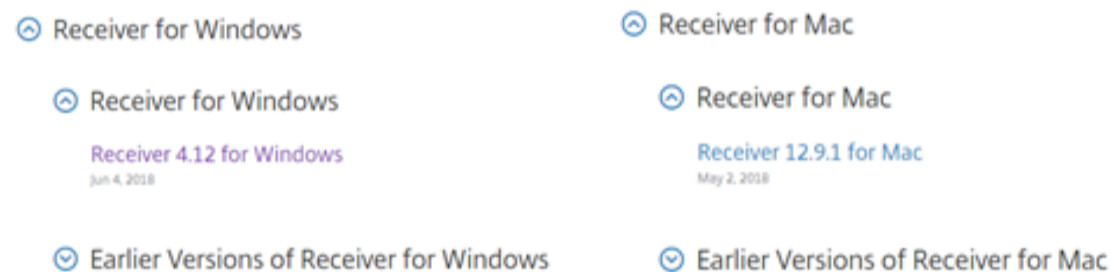 Receiver for Windows
Receiver for Windows
Receiver 4.12 for Windows
Jun 4, 2018
Earlier Versions of Receiver for Windows
Receiver for Mac
Receiver for Mac
Receiver 12.9.1 for Mac
May 2, 2018
Earlier Versions of Receiver for Mac